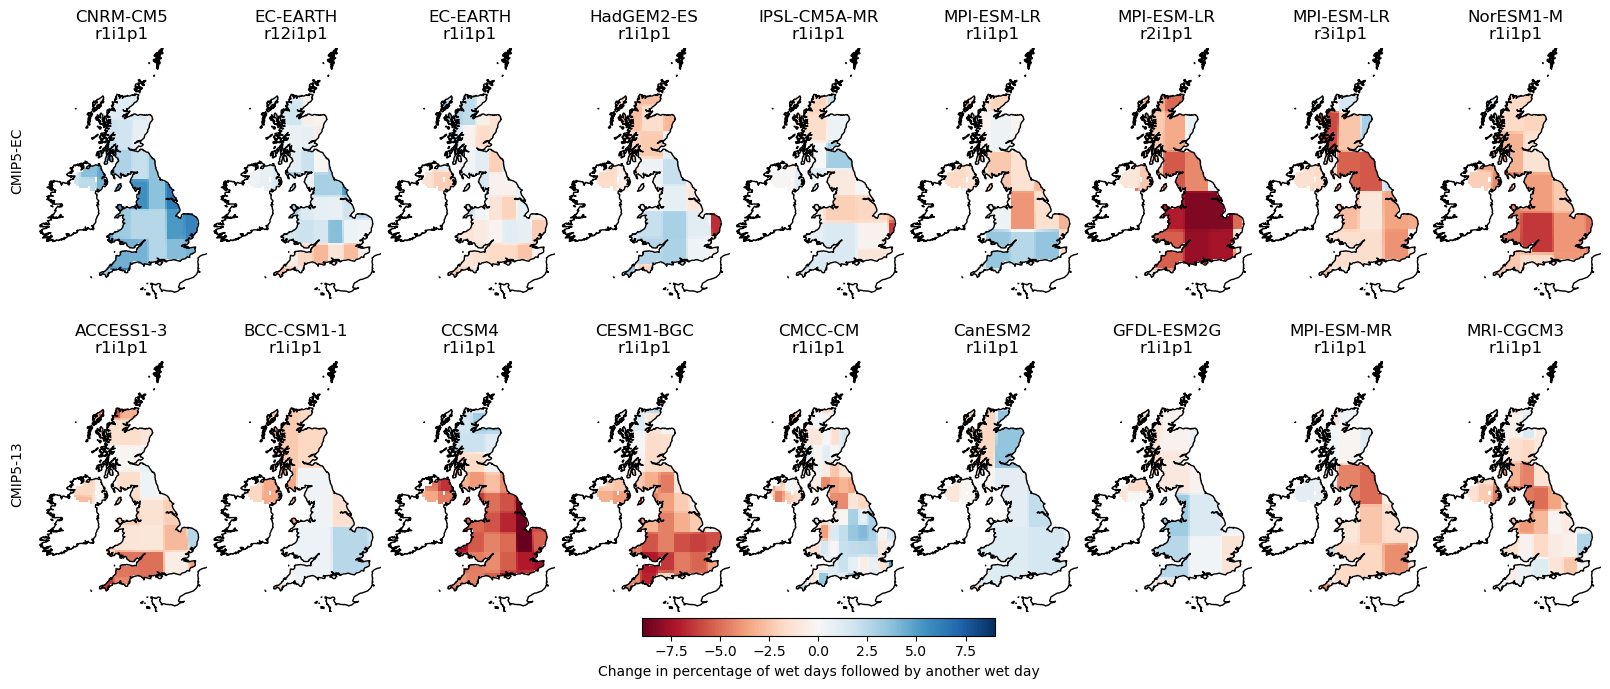 CNRM-CM5 EC-EARTH EC-EARTH HadGEM2-ES IPSL-CM5A-MR MPI-ESM-LR MPI-ESM-LR MPI-ESM-LR NorESM1-M
r1i1p1 r12i1p1 r1i1p1 r1i1p1 r1i1p1 r1i1p1 r2i1p1 r3i1p1 r1i1p1
CMIP5-EC
ACCESS1-3 BCC-CSM1-1 CCSM4 CESM1-BGC CMCC-CM CanESM2 GFDL-ESM2G MPI-ESM-MR MRI-CGCM3
r1i1p1 r1i1p1 r1i1p1 r1i1p1 r1i1p1 r1i1p1 r1i1p1 r1i1p1 r1i1p1
CMIP5-13
−7.5 −5.0 −2.5 0.0 2.5 5.0 7.5
Change in percentage of wet days followed by another wet day